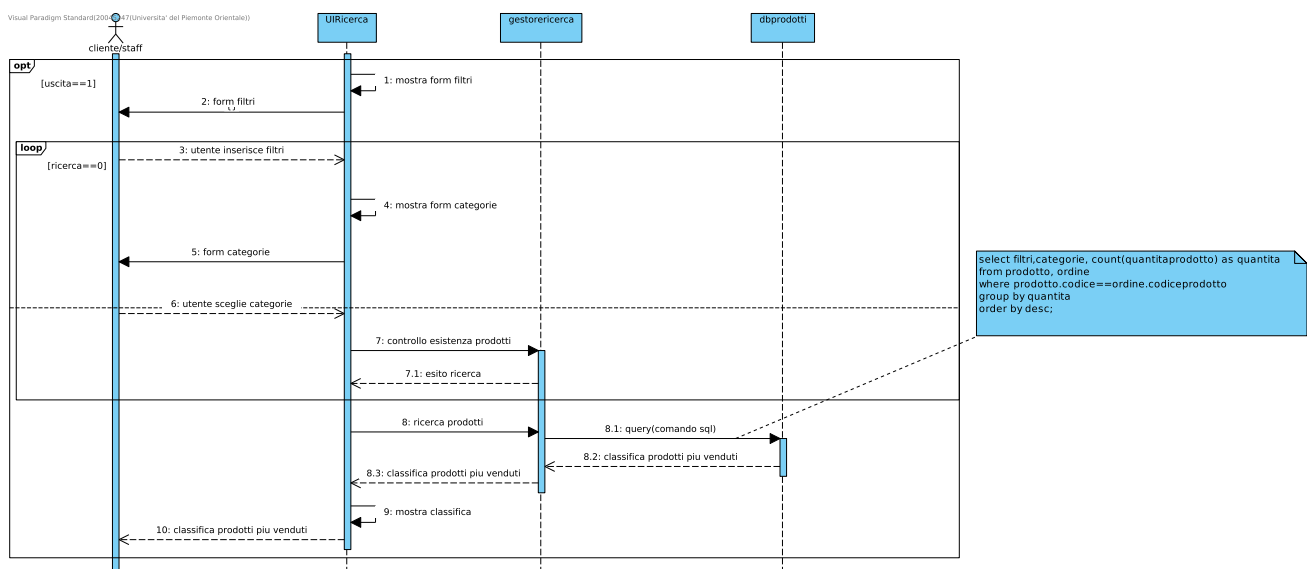 Visual Paradigm Standard(2004 47(Universita' del Piemonte Orientale))
cliente/staff
UIRicerca
gestorericerca
dbprodotti
opt
[uscita==1]
1: mostra form filtri
2: form filtri
loop
[ricerca==0]
3: utente inserisce filtri
4: mostra form categorie
5: form categorie
6: utente sceglie categorie
select filtri,categorie, count(quantitaprodotto) as quantita
from prodotto, ordine
where prodotto.codice==ordine.codiceprodotto
group by quantita
order by desc;
7: controllo esistenza prodotti
7.1: esito ricerca
8: ricerca prodotti
8.1: query(comando sql)
8.2: classifica prodotti piu venduti
8.3: classifica prodotti piu venduti
9: mostra classifica
10: classifica prodotti piu venduti